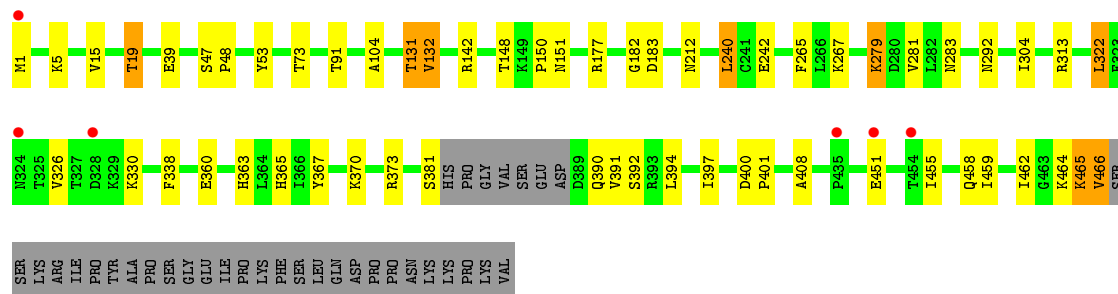 M1 K5 V15 T19 E39 S47 P48 Y53 T73 T91 A104 T131 V132 R142 T148 K149 P150 N151 R177 G182 D183 N212 L240 C241 E242 F265 L266 K267 K279 D280 V281 L282 N283 N292 I304 R313 L322
N324 T325 V326 T327 D328 K329 K330 F338 E360 H363 L364 H365 I366 Y367 K370 R373 S381 HIS PRO GLY VAL SER GLU ASP D389 Q390 V391 S392 R393 L394 I397 D400 P401 A408 P435 E451 T454 I455 Q458 I459 I462 G463 K464 K465 V466 SER
SER LYS ARG ILE PRO TYR ALA PRO SER GLY GLU ILE PRO LYS PHE SER LEU GLN ASP PRO PRO ASN LYS LYS PRO LYS VAL